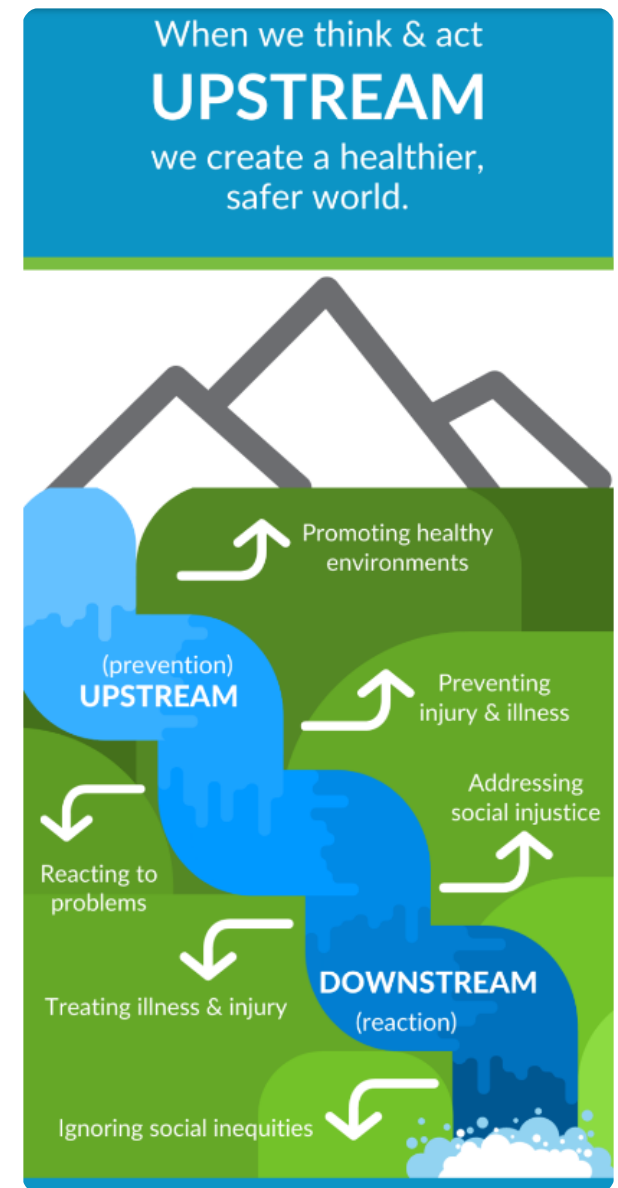 When we think & act
UPSTREAM
we create a healthier,
safer world.
Promoting healthy
environments
(prevention)
UPSTREAM
Preventing
injury & illness
Addressing
social injustice
Reacting to
problems
Treating illness & injury
DOWNSTREAM
(reaction)
Ignoring social inequities